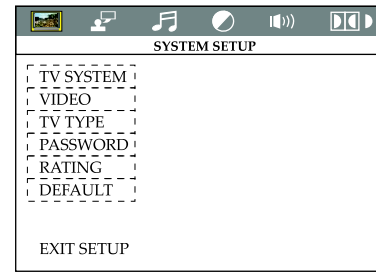 SYSTEM SETUP
TV SYSTEM
VIDEO
TV TYPE
PASSWORD
RATING
DEFAULT
EXIT SETUP